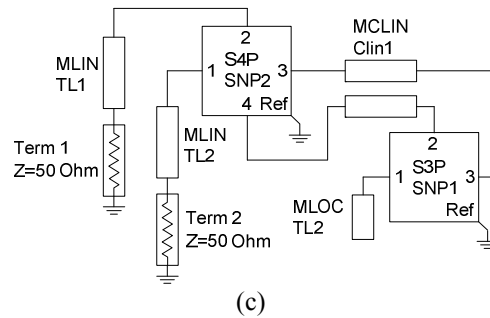 MLIN
TL1
Term 1
Z=50 Ohm
MLIN
TL2
Term 2
Z=50 Ohm
2
S4P
1 SNP2 3
4 Ref
MCLIN
Clin1
2
S3P
1 SNP1 3
Ref
MLOC
TL2
(c)